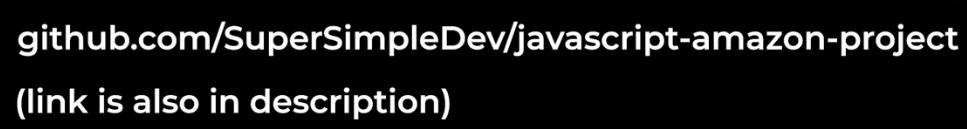 github.com/SuperSimpleDev/javascript-amazon-project
(link is also in description)